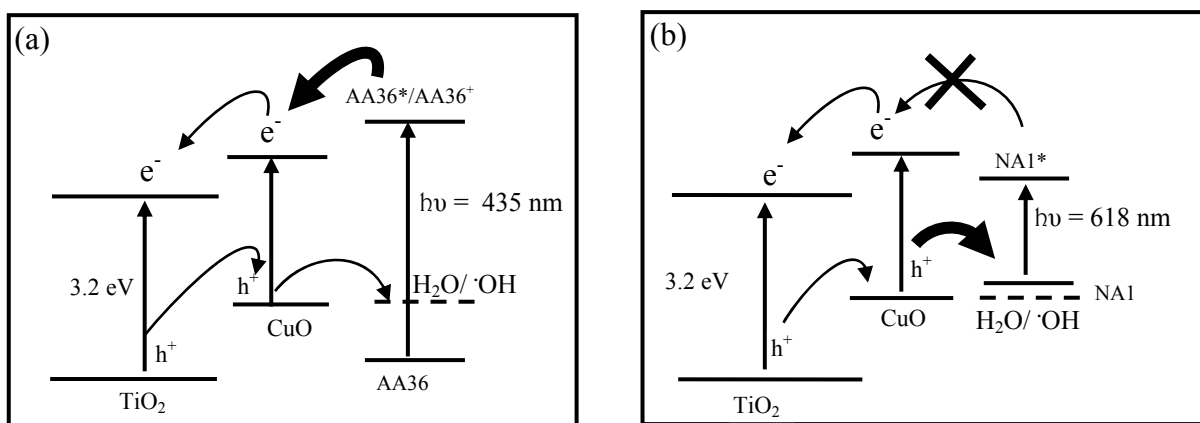 (a)
AA36*/AA36⁺
e⁻
e⁻
hυ = 435 nm
3.2 eV
h⁺
H₂O/ ·OH
CuO
h⁺
AA36
TiO₂
(b)
e⁻
NA1*
e⁻
hυ = 618 nm
3.2 eV
h⁺
NA1
CuO
H₂O/ ·OH
h⁺
TiO₂